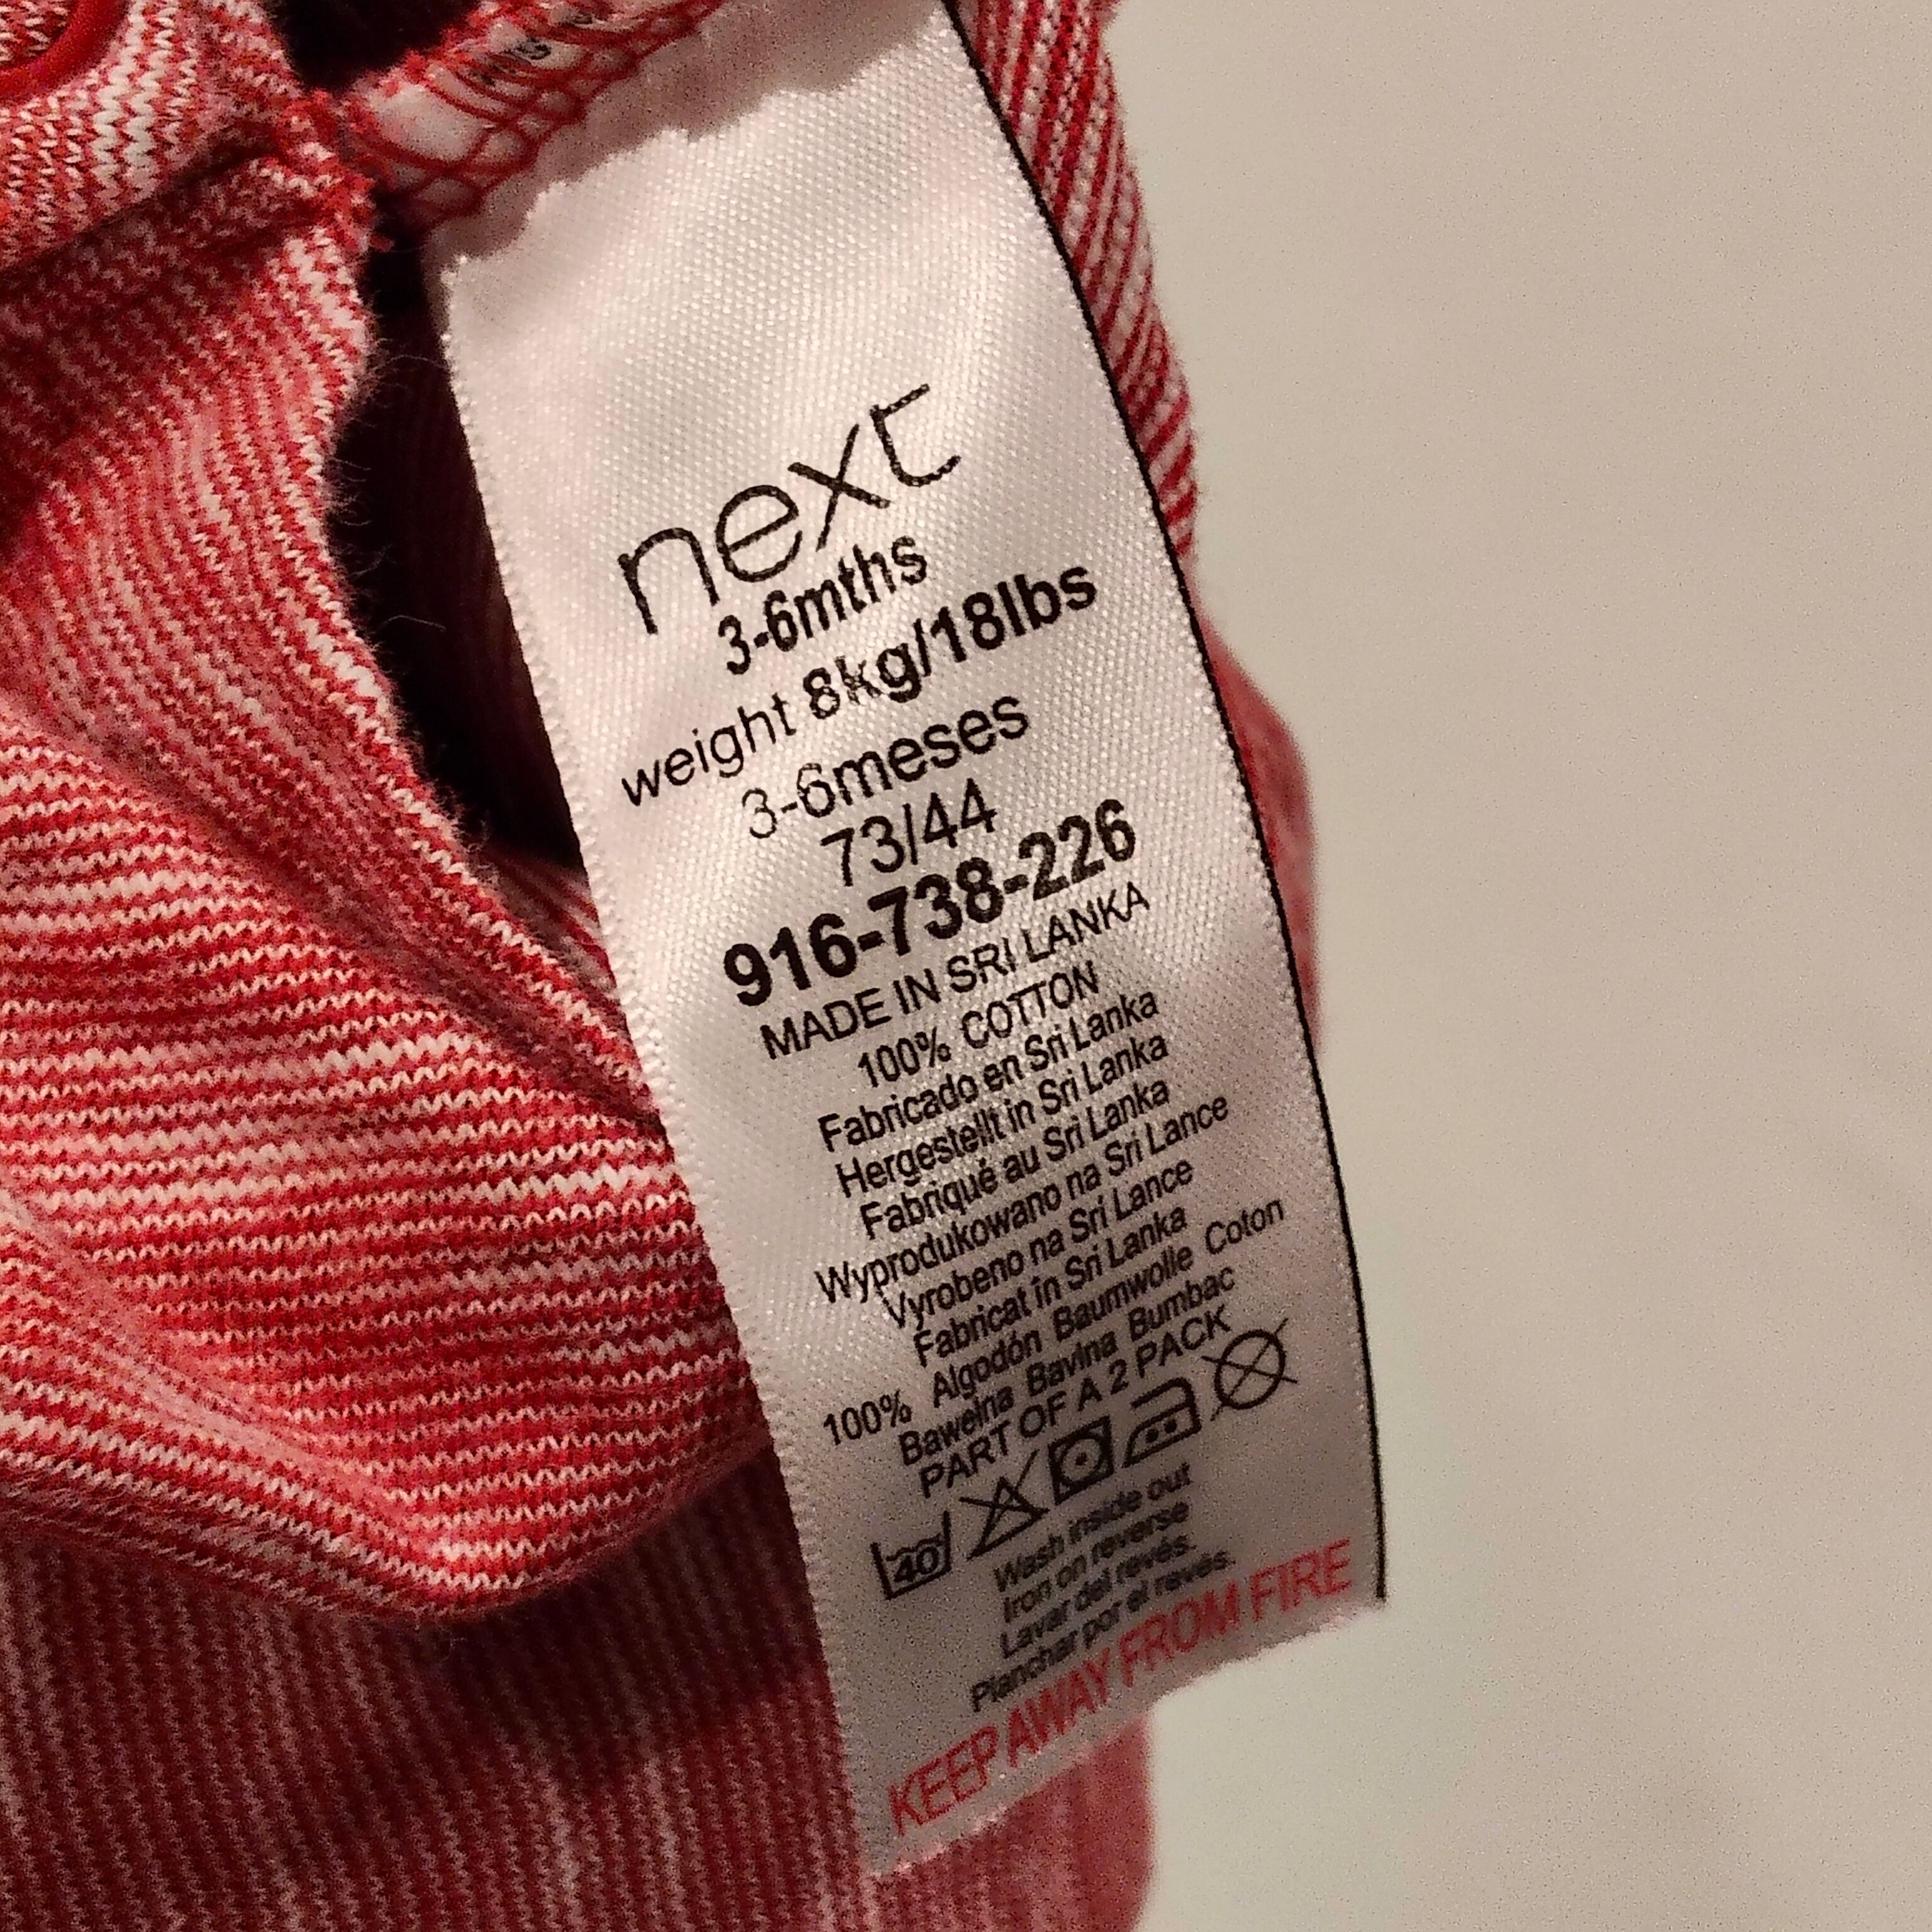 next
3-6mths
weight 8kg/18lbs
3-6meses
73/44
916-738-226
MADE IN SRI LANKA
100% COTTON
Fabricado en Sri Lanka
Hergestellt in Sri Lanka
Fabriqué au Sri Lanka
Wyprodukowano na Sri Lance
Vyrobeno na Sri Lance
Fabricat în Sri Lanka
100% Algodón Baumwolle Coton
Bawełna Bavlna Bumbac
PART OF A 2 PACK
40
Wash inside out
Iron on reverse
Lavar del revés.
Planchar por el revés.
KEEP AWAY FROM FIRE